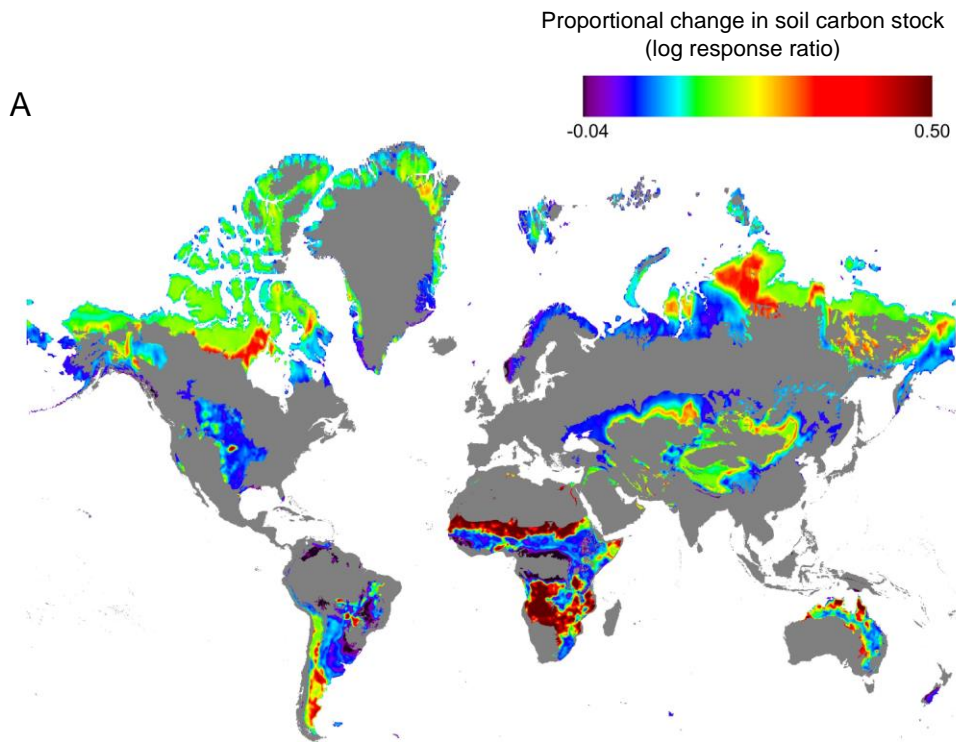 Proportional change in soil carbon stock
(log response ratio)
-0.04 0.50
A